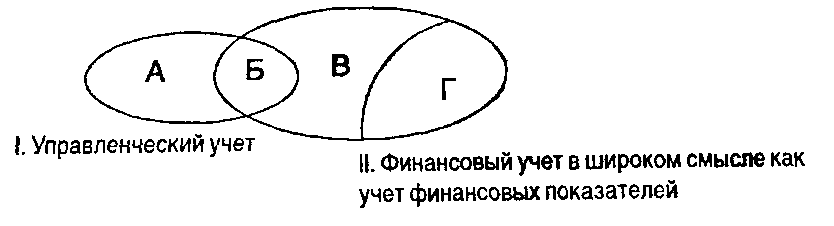 А Б В Г
I. Управленческий учет
II. Финансовый учет в широком смысле как
учет финансовых показателей